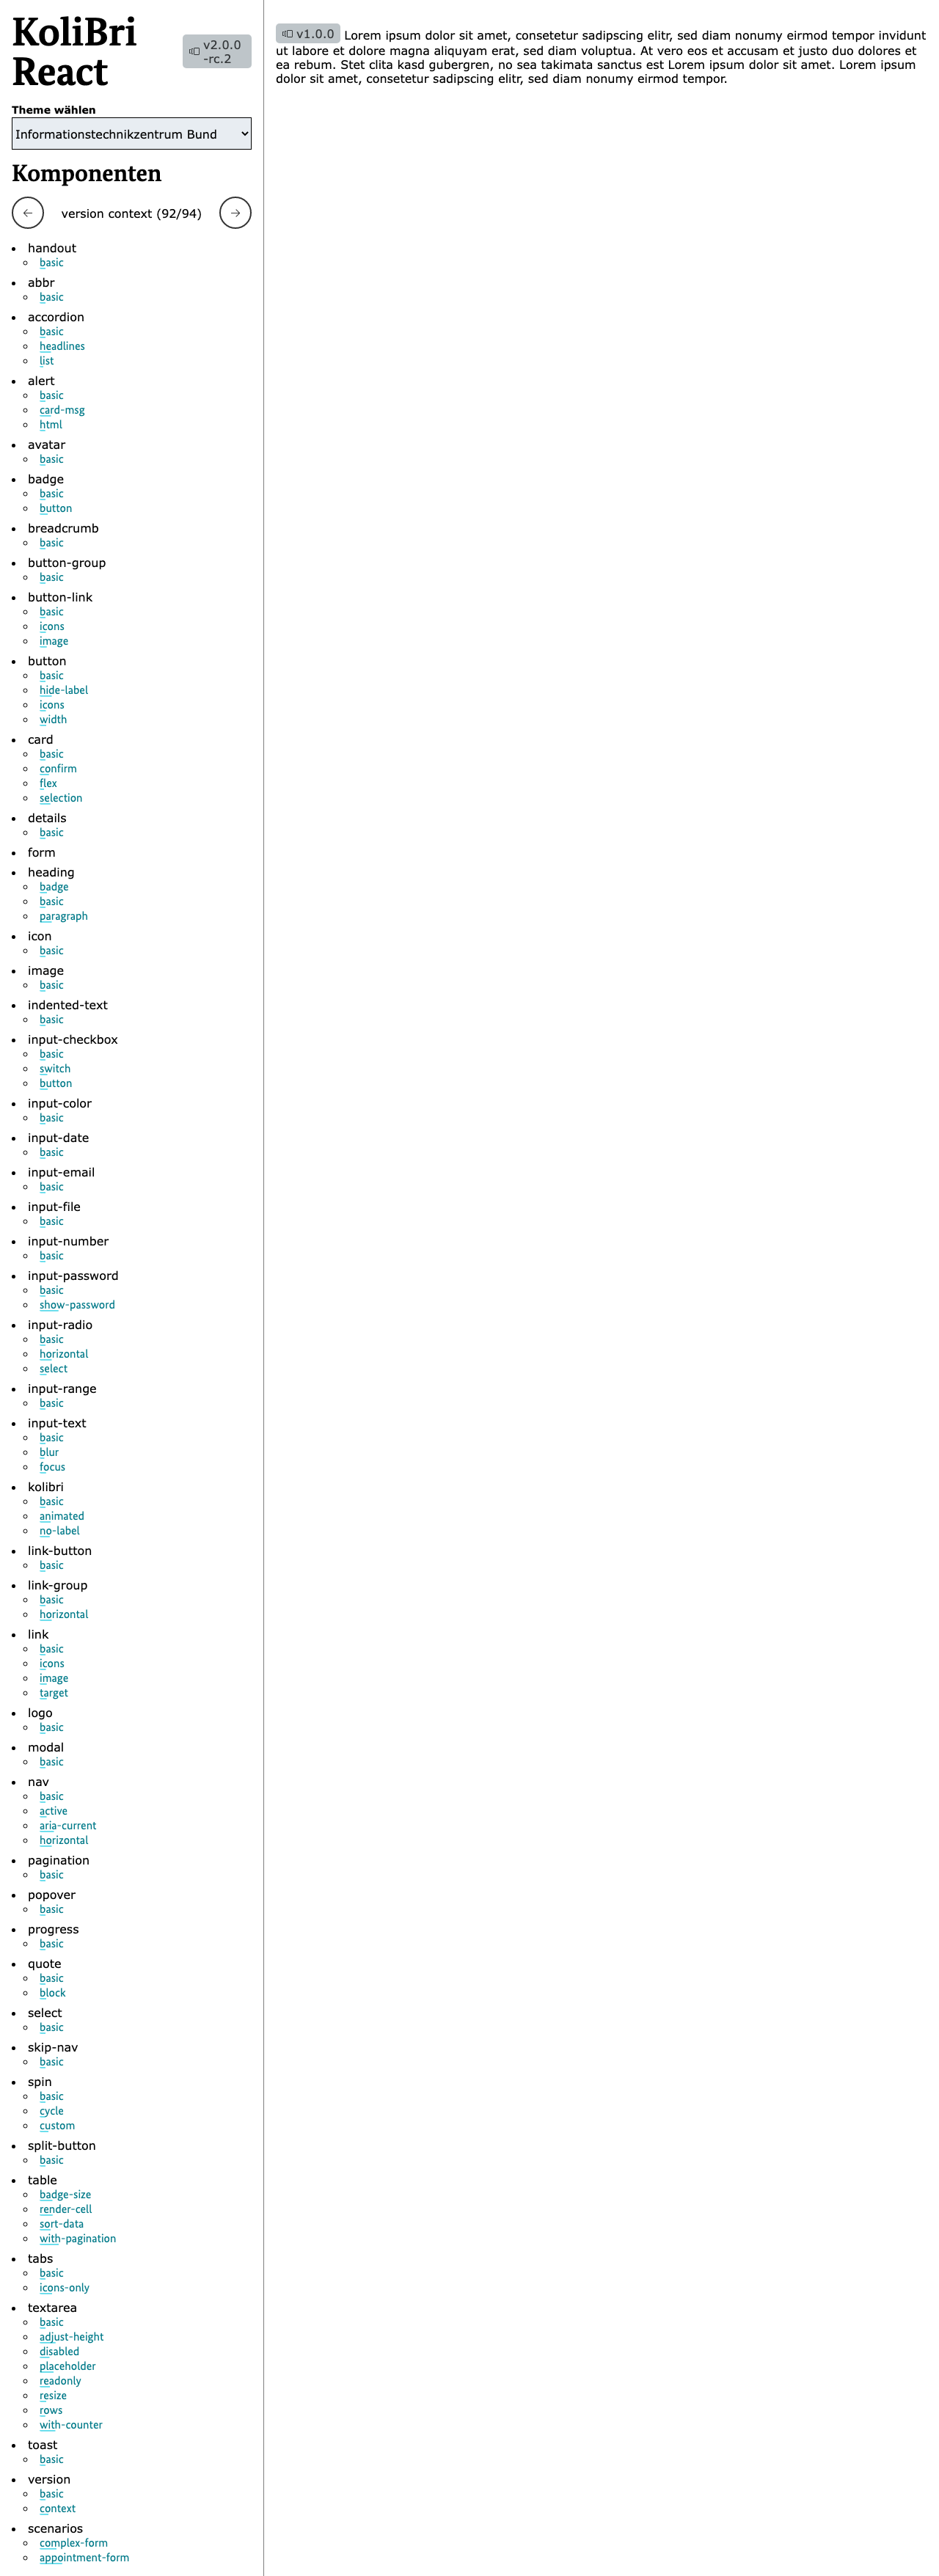 KoliBri
React
v2.0.0
-rc.2
Theme wählen
Informationstechnikzentrum Bund
Komponenten
version context (92/94)
handout
basic
abbr
basic
accordion
basic
headlines
list
alert
basic
card-msg
html
avatar
basic
badge
basic
button
breadcrumb
basic
button-group
basic
button-link
basic
icons
image
button
basic
hide-label
icons
width
card
basic
confirm
flex
selection
details
basic
form
heading
badge
basic
paragraph
icon
basic
image
basic
indented-text
basic
input-checkbox
basic
switch
button
input-color
basic
input-date
basic
input-email
basic
input-file
basic
input-number
basic
input-password
basic
show-password
input-radio
basic
horizontal
select
input-range
basic
input-text
basic
blur
focus
kolibri
basic
animated
no-label
link-button
basic
link-group
basic
horizontal
link
basic
icons
image
target
logo
basic
modal
basic
nav
basic
active
aria-current
horizontal
pagination
basic
popover
basic
progress
basic
quote
basic
block
select
basic
skip-nav
basic
spin
basic
cycle
custom
split-button
basic
table
badge-size
render-cell
sort-data
with-pagination
tabs
basic
icons-only
textarea
basic
adjust-height
disabled
placeholder
readonly
resize
rows
with-counter
toast
basic
version
basic
context
scenarios
complex-form
appointment-form
v1.0.0 Lorem ipsum dolor sit amet, consetetur sadipscing elitr, sed diam nonumy eirmod tempor invidunt
ut labore et dolore magna aliquyam erat, sed diam voluptua. At vero eos et accusam et justo duo dolores et
ea rebum. Stet clita kasd gubergren, no sea takimata sanctus est Lorem ipsum dolor sit amet. Lorem ipsum
dolor sit amet, consetetur sadipscing elitr, sed diam nonumy eirmod tempor.